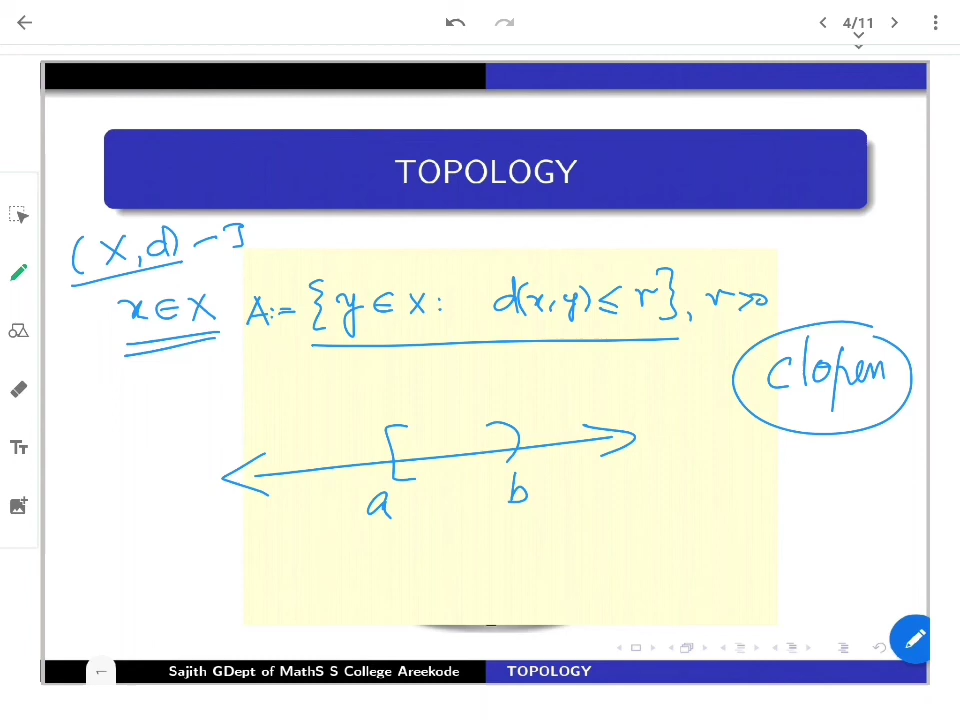 4/11
TOPOLOGY
(X,d) - J
x ∈ X A:= {y ∈ X: d(x,y) ≤ r}, r>0
clopen
[ )
a b
Tт
Sajith GDept of MathS S College Areekode TOPOLOGY